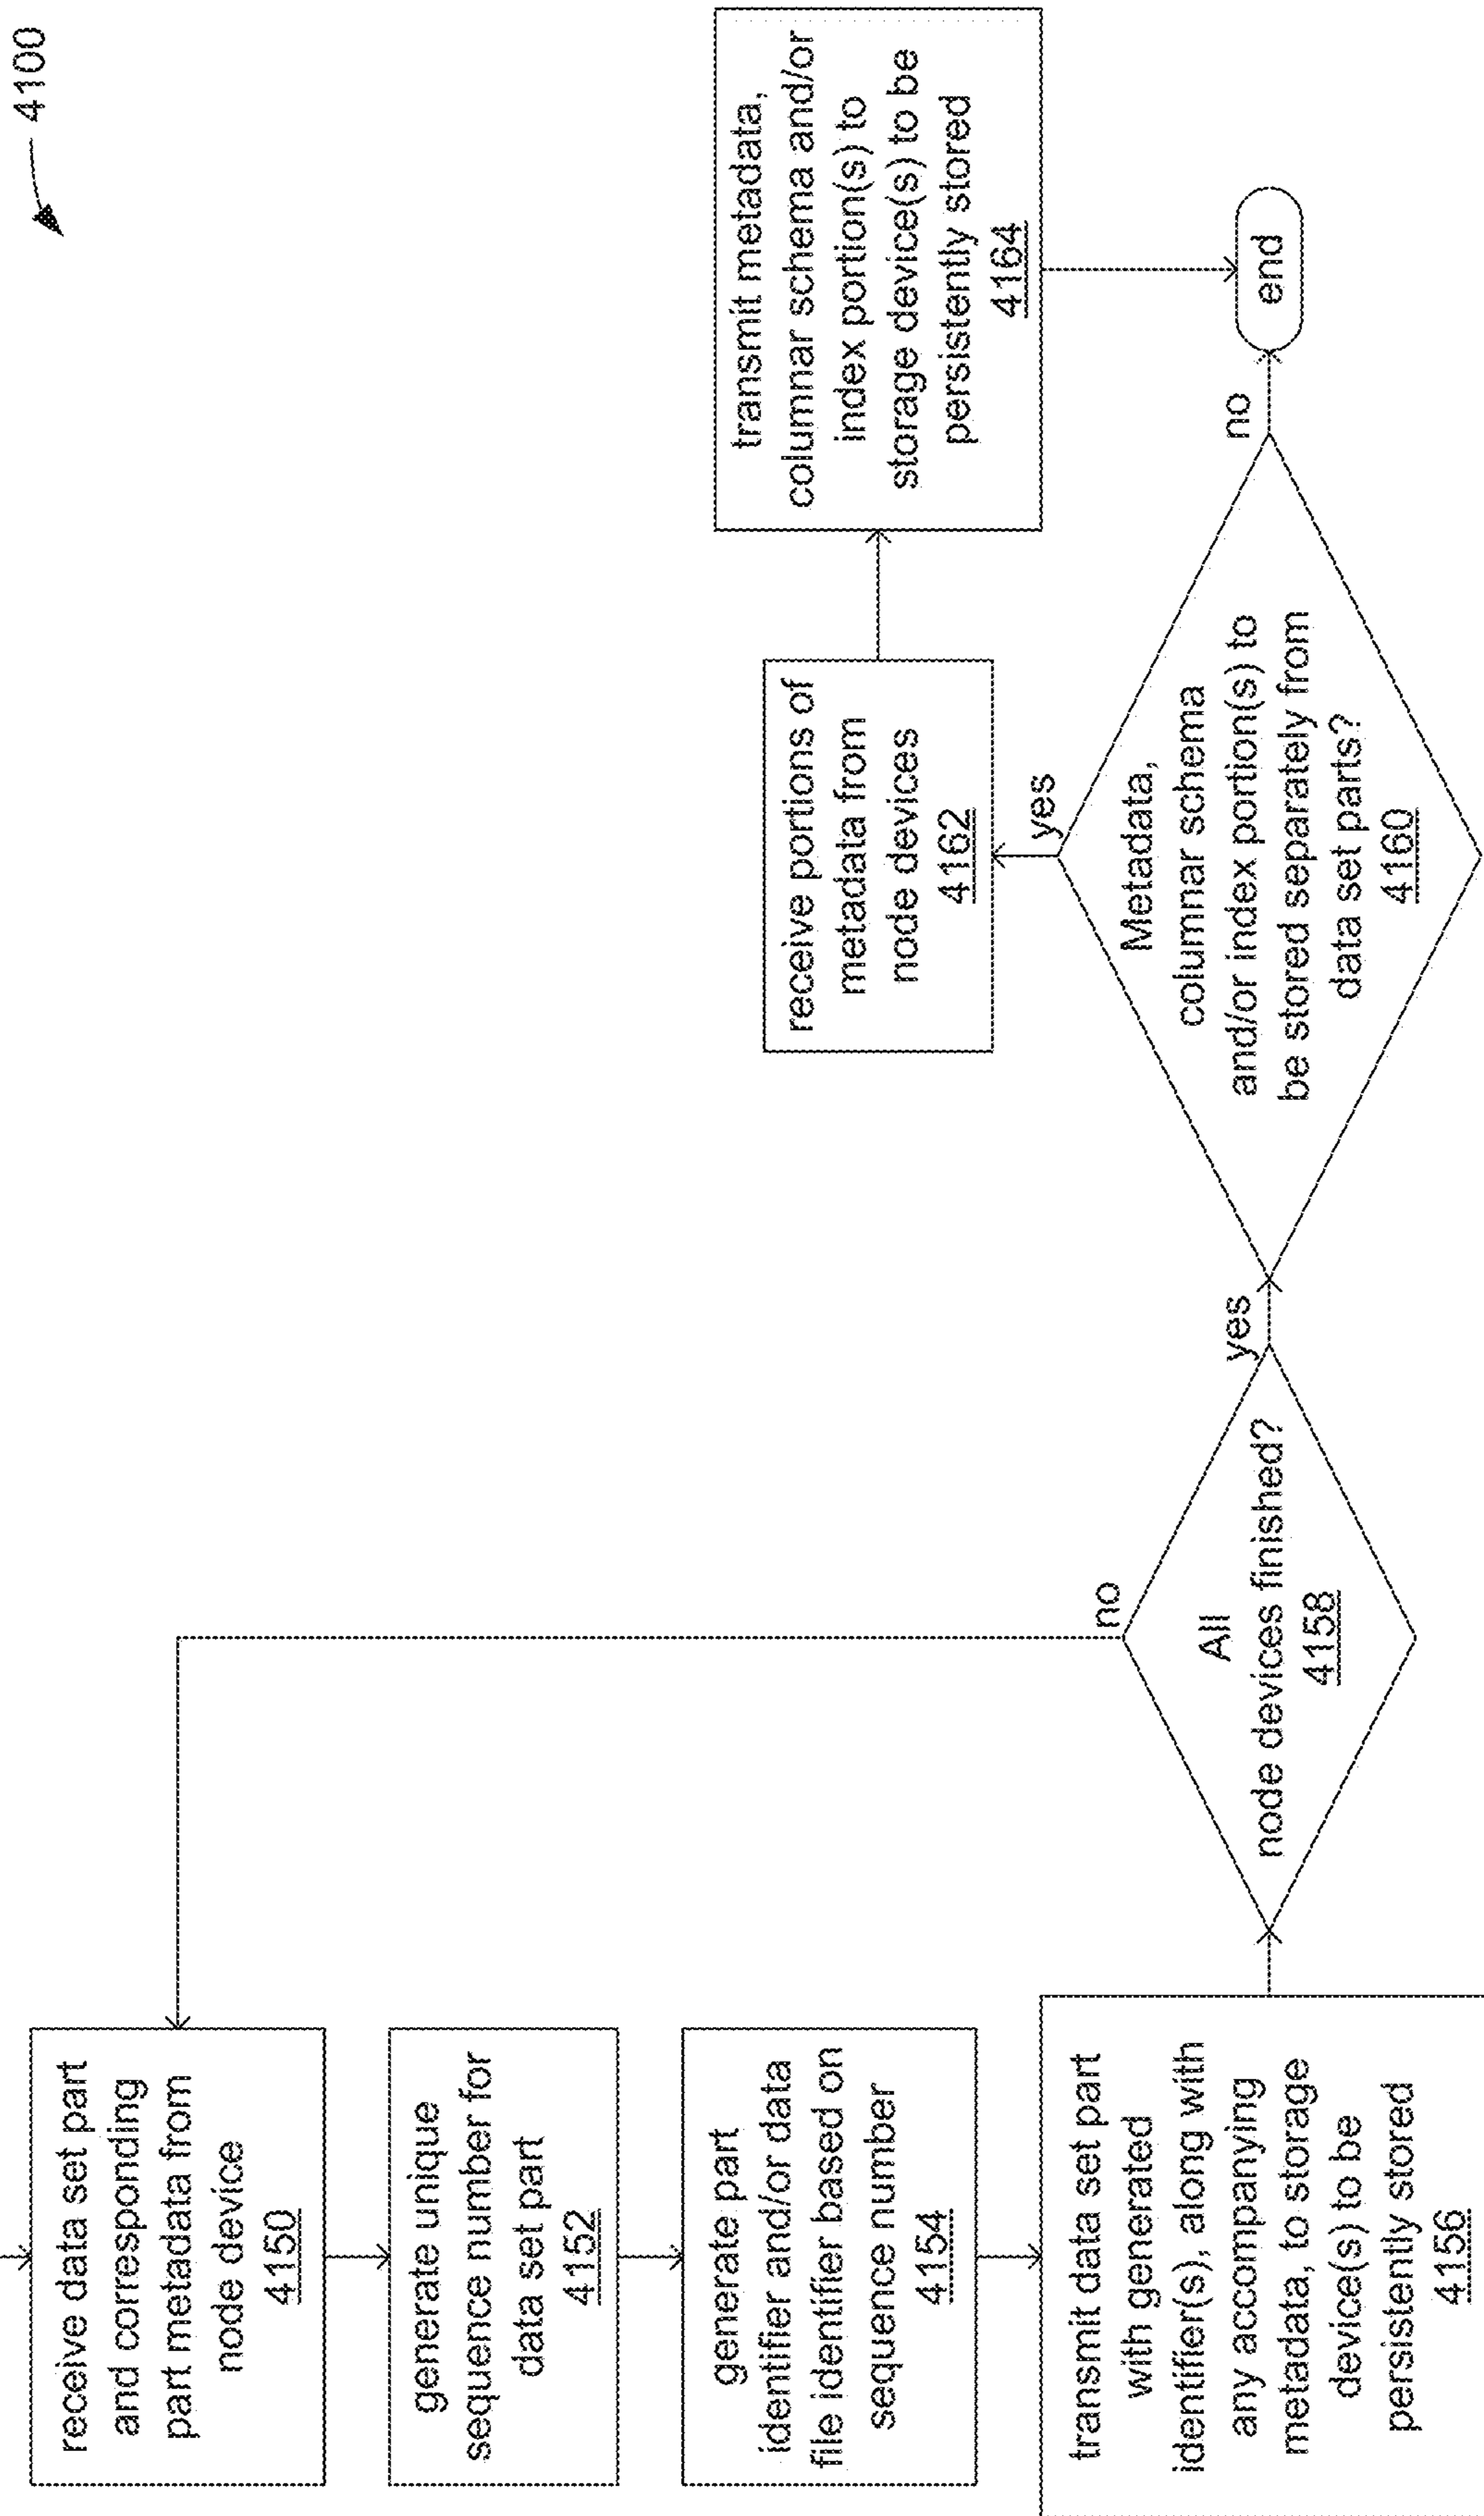 4100
receive data set part
and corresponding
part metadata from
node device
4150
generate unique
sequence number for
data set part
4152
generate part
identifier and/or data
file identifier based on
sequence number
4154
transmit data set part
with generated
identifier(s), along with
any accompanying
metadata, to storage
device(s) to be
persistently stored
4156
All
node devices finished?
4158
no
yes
Metadata,
columnar schema
and/or index portion(s) to
be stored separately from
data set parts?
4160
yes
no
receive portions of
metadata from
node devices
4162
transmit metadata,
columnar schema and/or
index portion(s) to
storage device(s) to be
persistently stored
4164
end